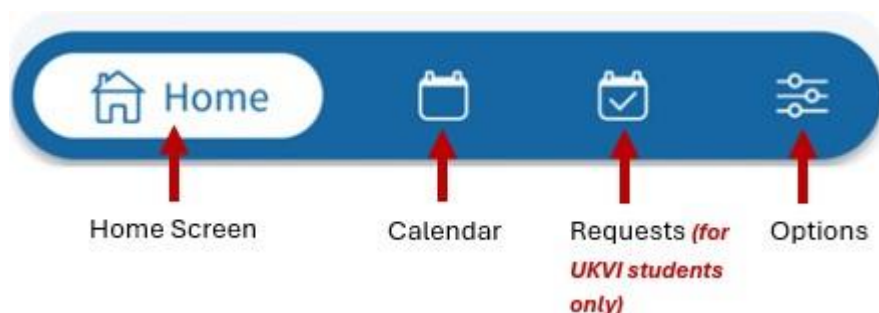 Home
Home Screen
Calendar
Requests (for
UKVI students
only)
Options